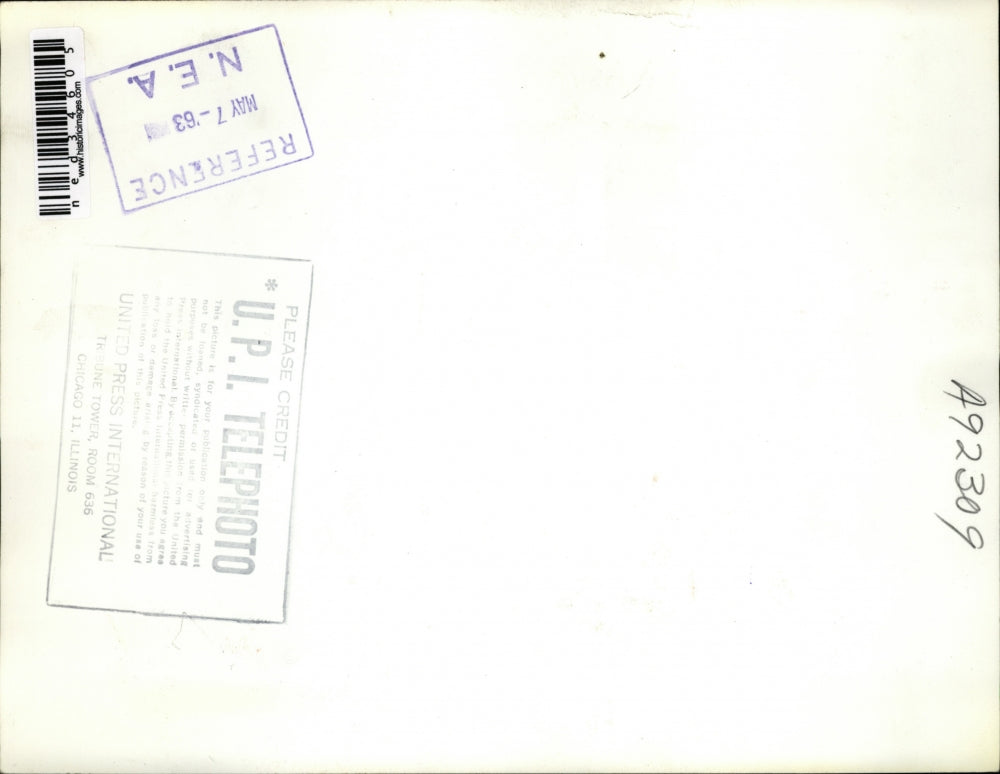 ned34605
www.historicimages.com
REFERENCE
MAY 7 - '63
N.E.A.
PLEASE CREDIT
* U.P.I. TELEPHOTO
This picture is for your publication only and must
not be loaned, syndicated or used for advertising
purposes without written permission from the United
Press International. By accepting this picture you agree
to hold the United Press International harmless from
any loss or damage arising by reason of your use of
publication of this picture.
UNITED PRESS INTERNATIONAL
TRIBUNE TOWER, ROOM 636
CHICAGO 11, ILLINOIS
A92309